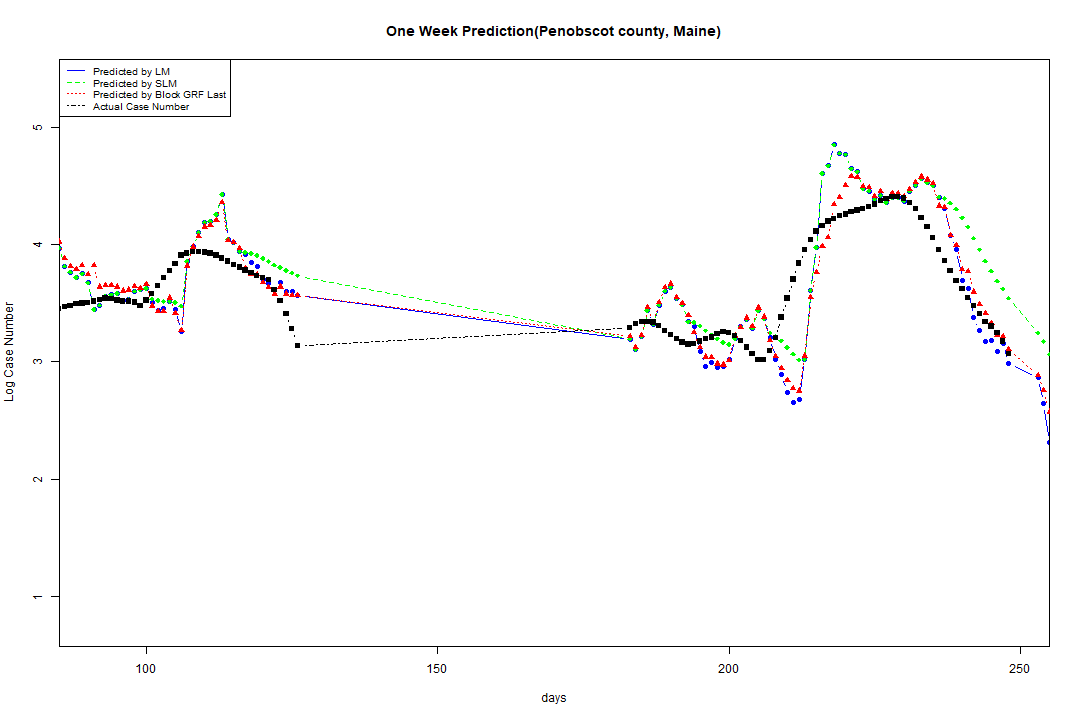 One Week Prediction(Penobscot county, Maine)
Predicted by LM
Predicted by SLM
Predicted by Block GRF Last
Actual Case Number
Log Case Number
5
4
3
2
1
100
150
200
250
days